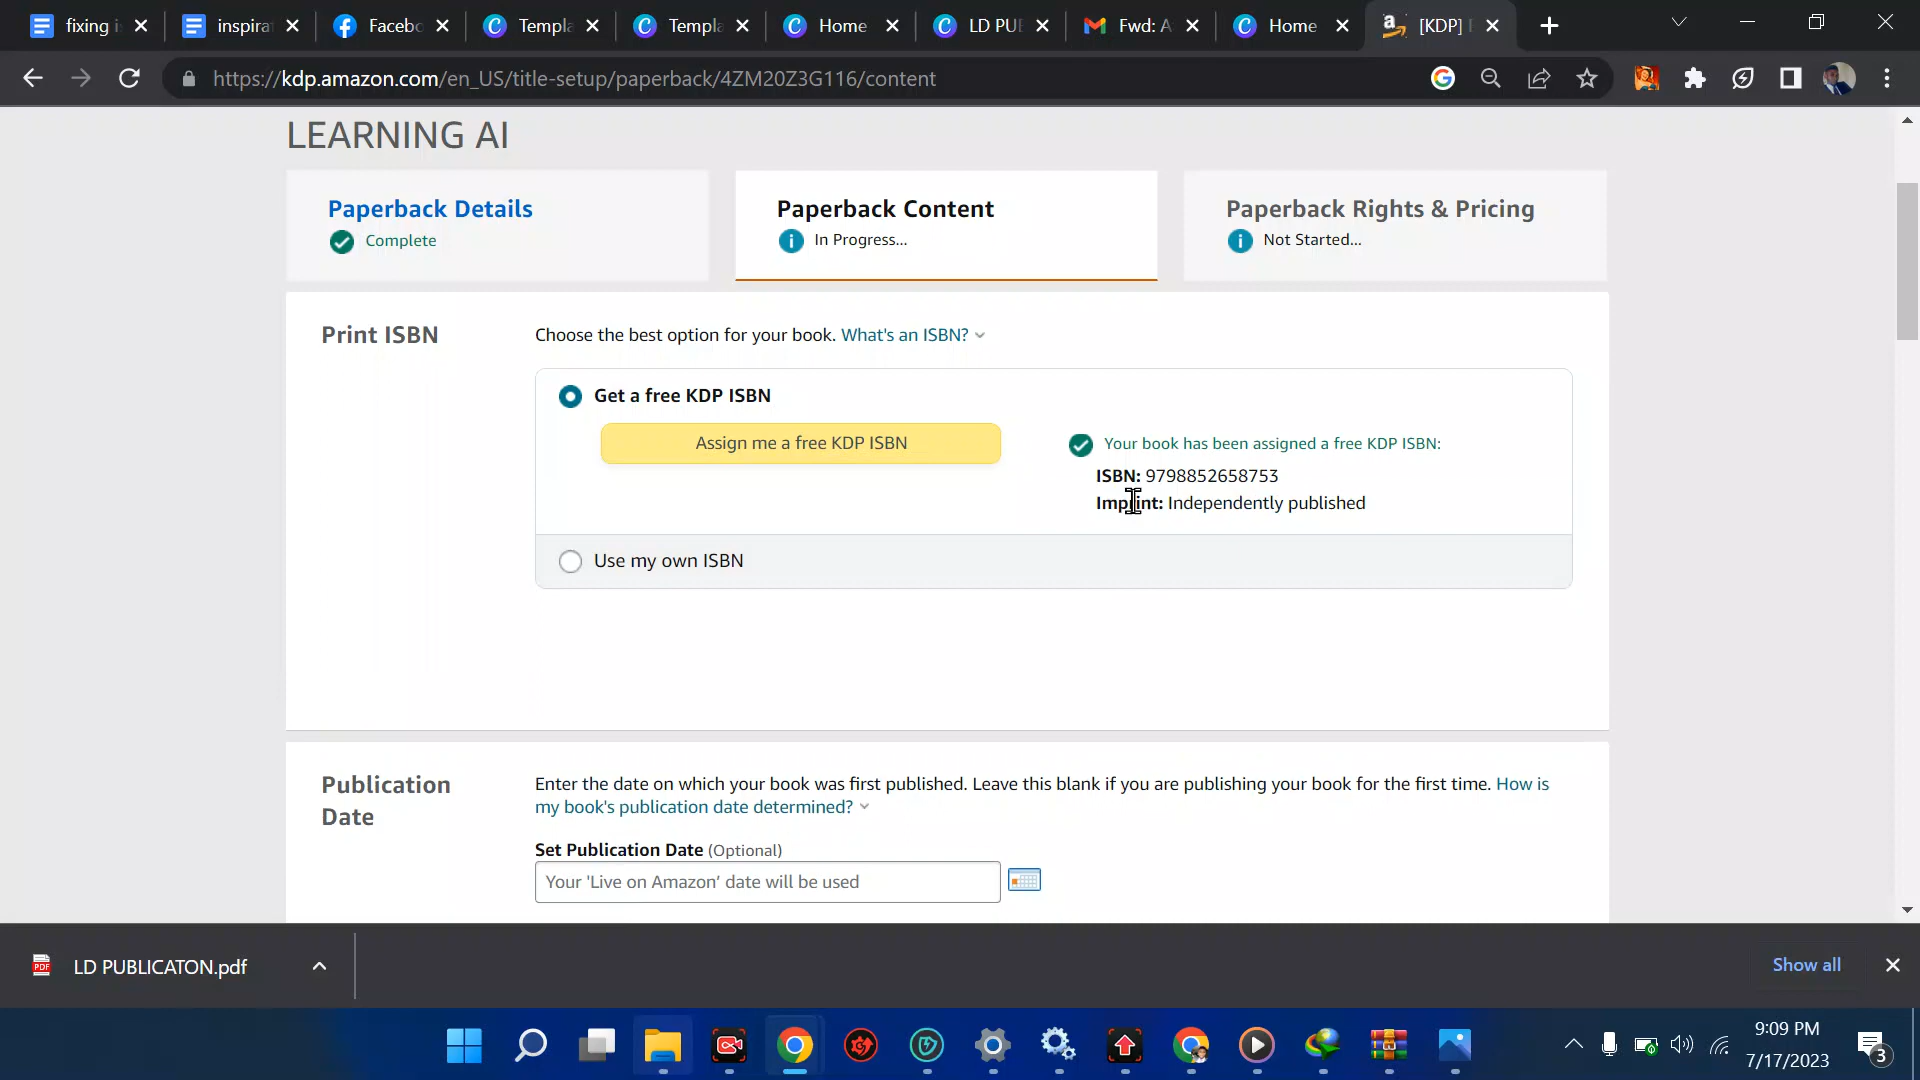 fixing i
inspirat
Facebo
Templa
Templa
Home
LD PU
Fwd: A
Home
[KDP]
https://kdp.amazon.com/en_US/title-setup/paperback/4ZM20Z3G116/content
LEARNING AI
Paperback Details
Complete
Paperback Content
In Progress...
Paperback Rights & Pricing
Not Started...
Print ISBN
Choose the best option for your book. What's an ISBN?
Get a free KDP ISBN
Assign me a free KDP ISBN
Your book has been assigned a free KDP ISBN:
ISBN: 9798852658753
Imprint: Independently published
Use my own ISBN
Publication
Date
Enter the date on which your book was first published. Leave this blank if you are publishing your book for the first time. How is
my book's publication date determined?
Set Publication Date (Optional)
Your 'Live on Amazon' date will be used
LD PUBLICATON.pdf
Show all
9:09 PM
7/17/2023
3